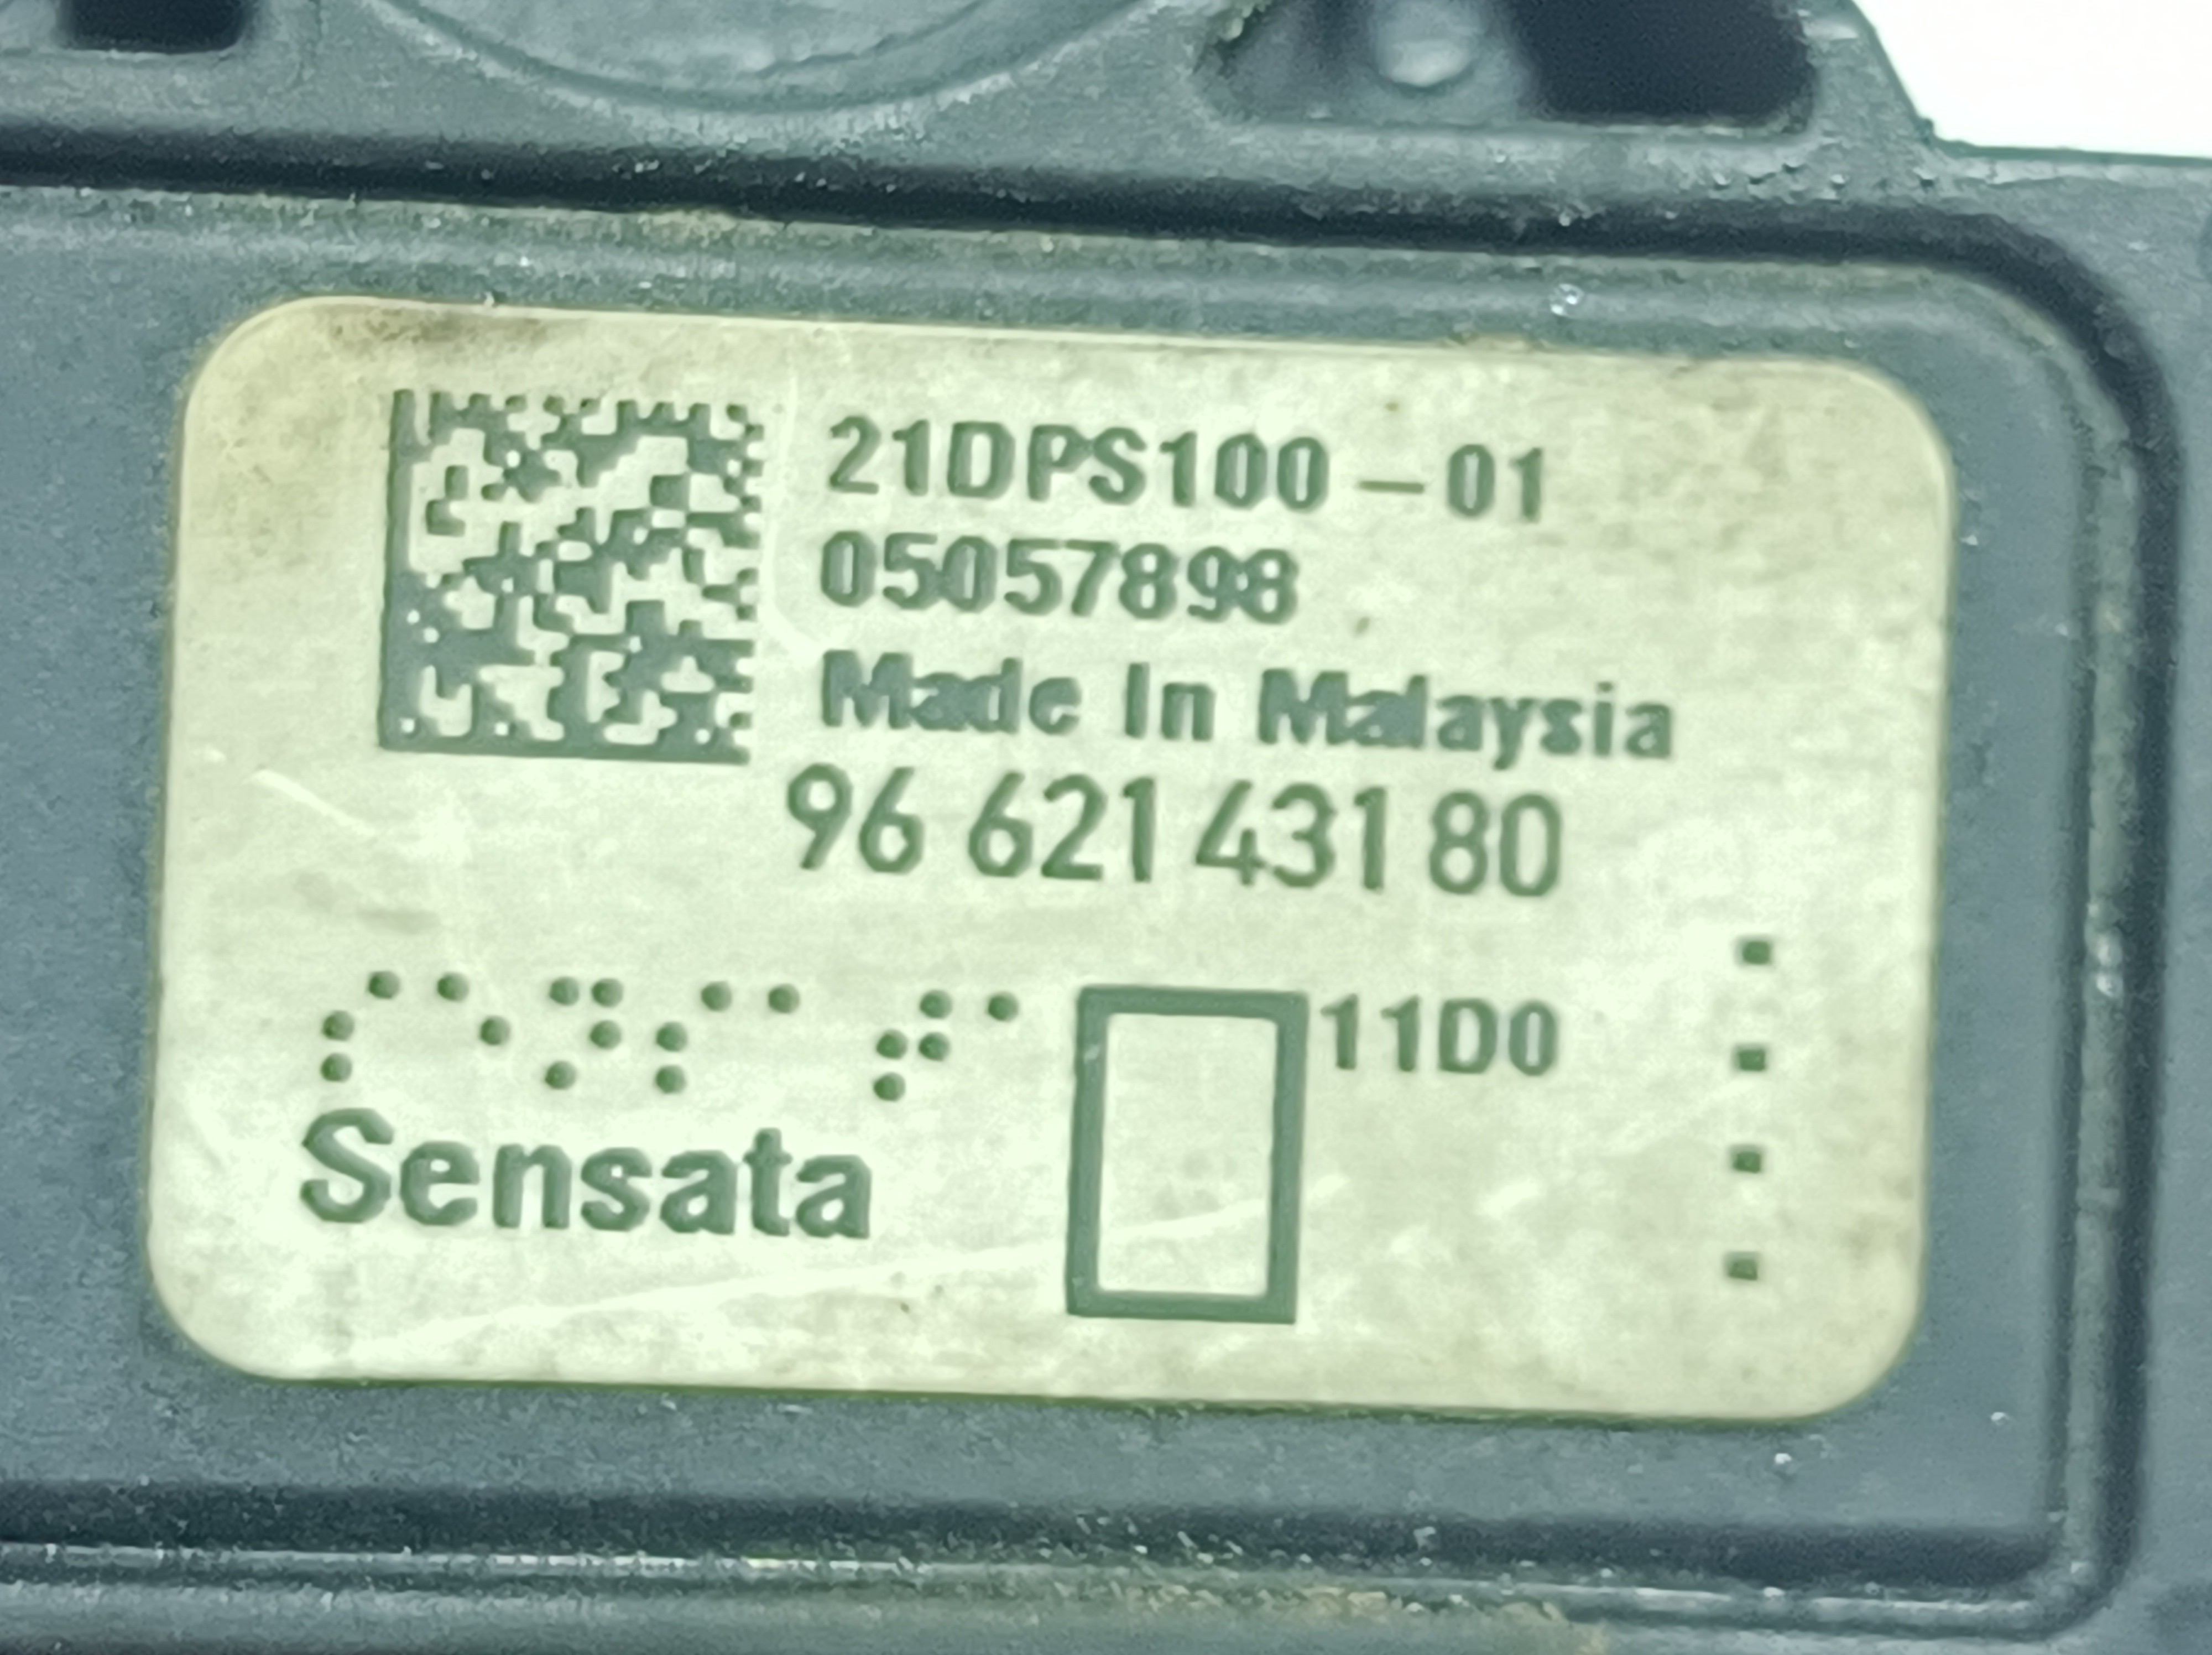 21DPS100-01
05057898
Made In Malaysia
96 621 431 80
11D0
Sensata